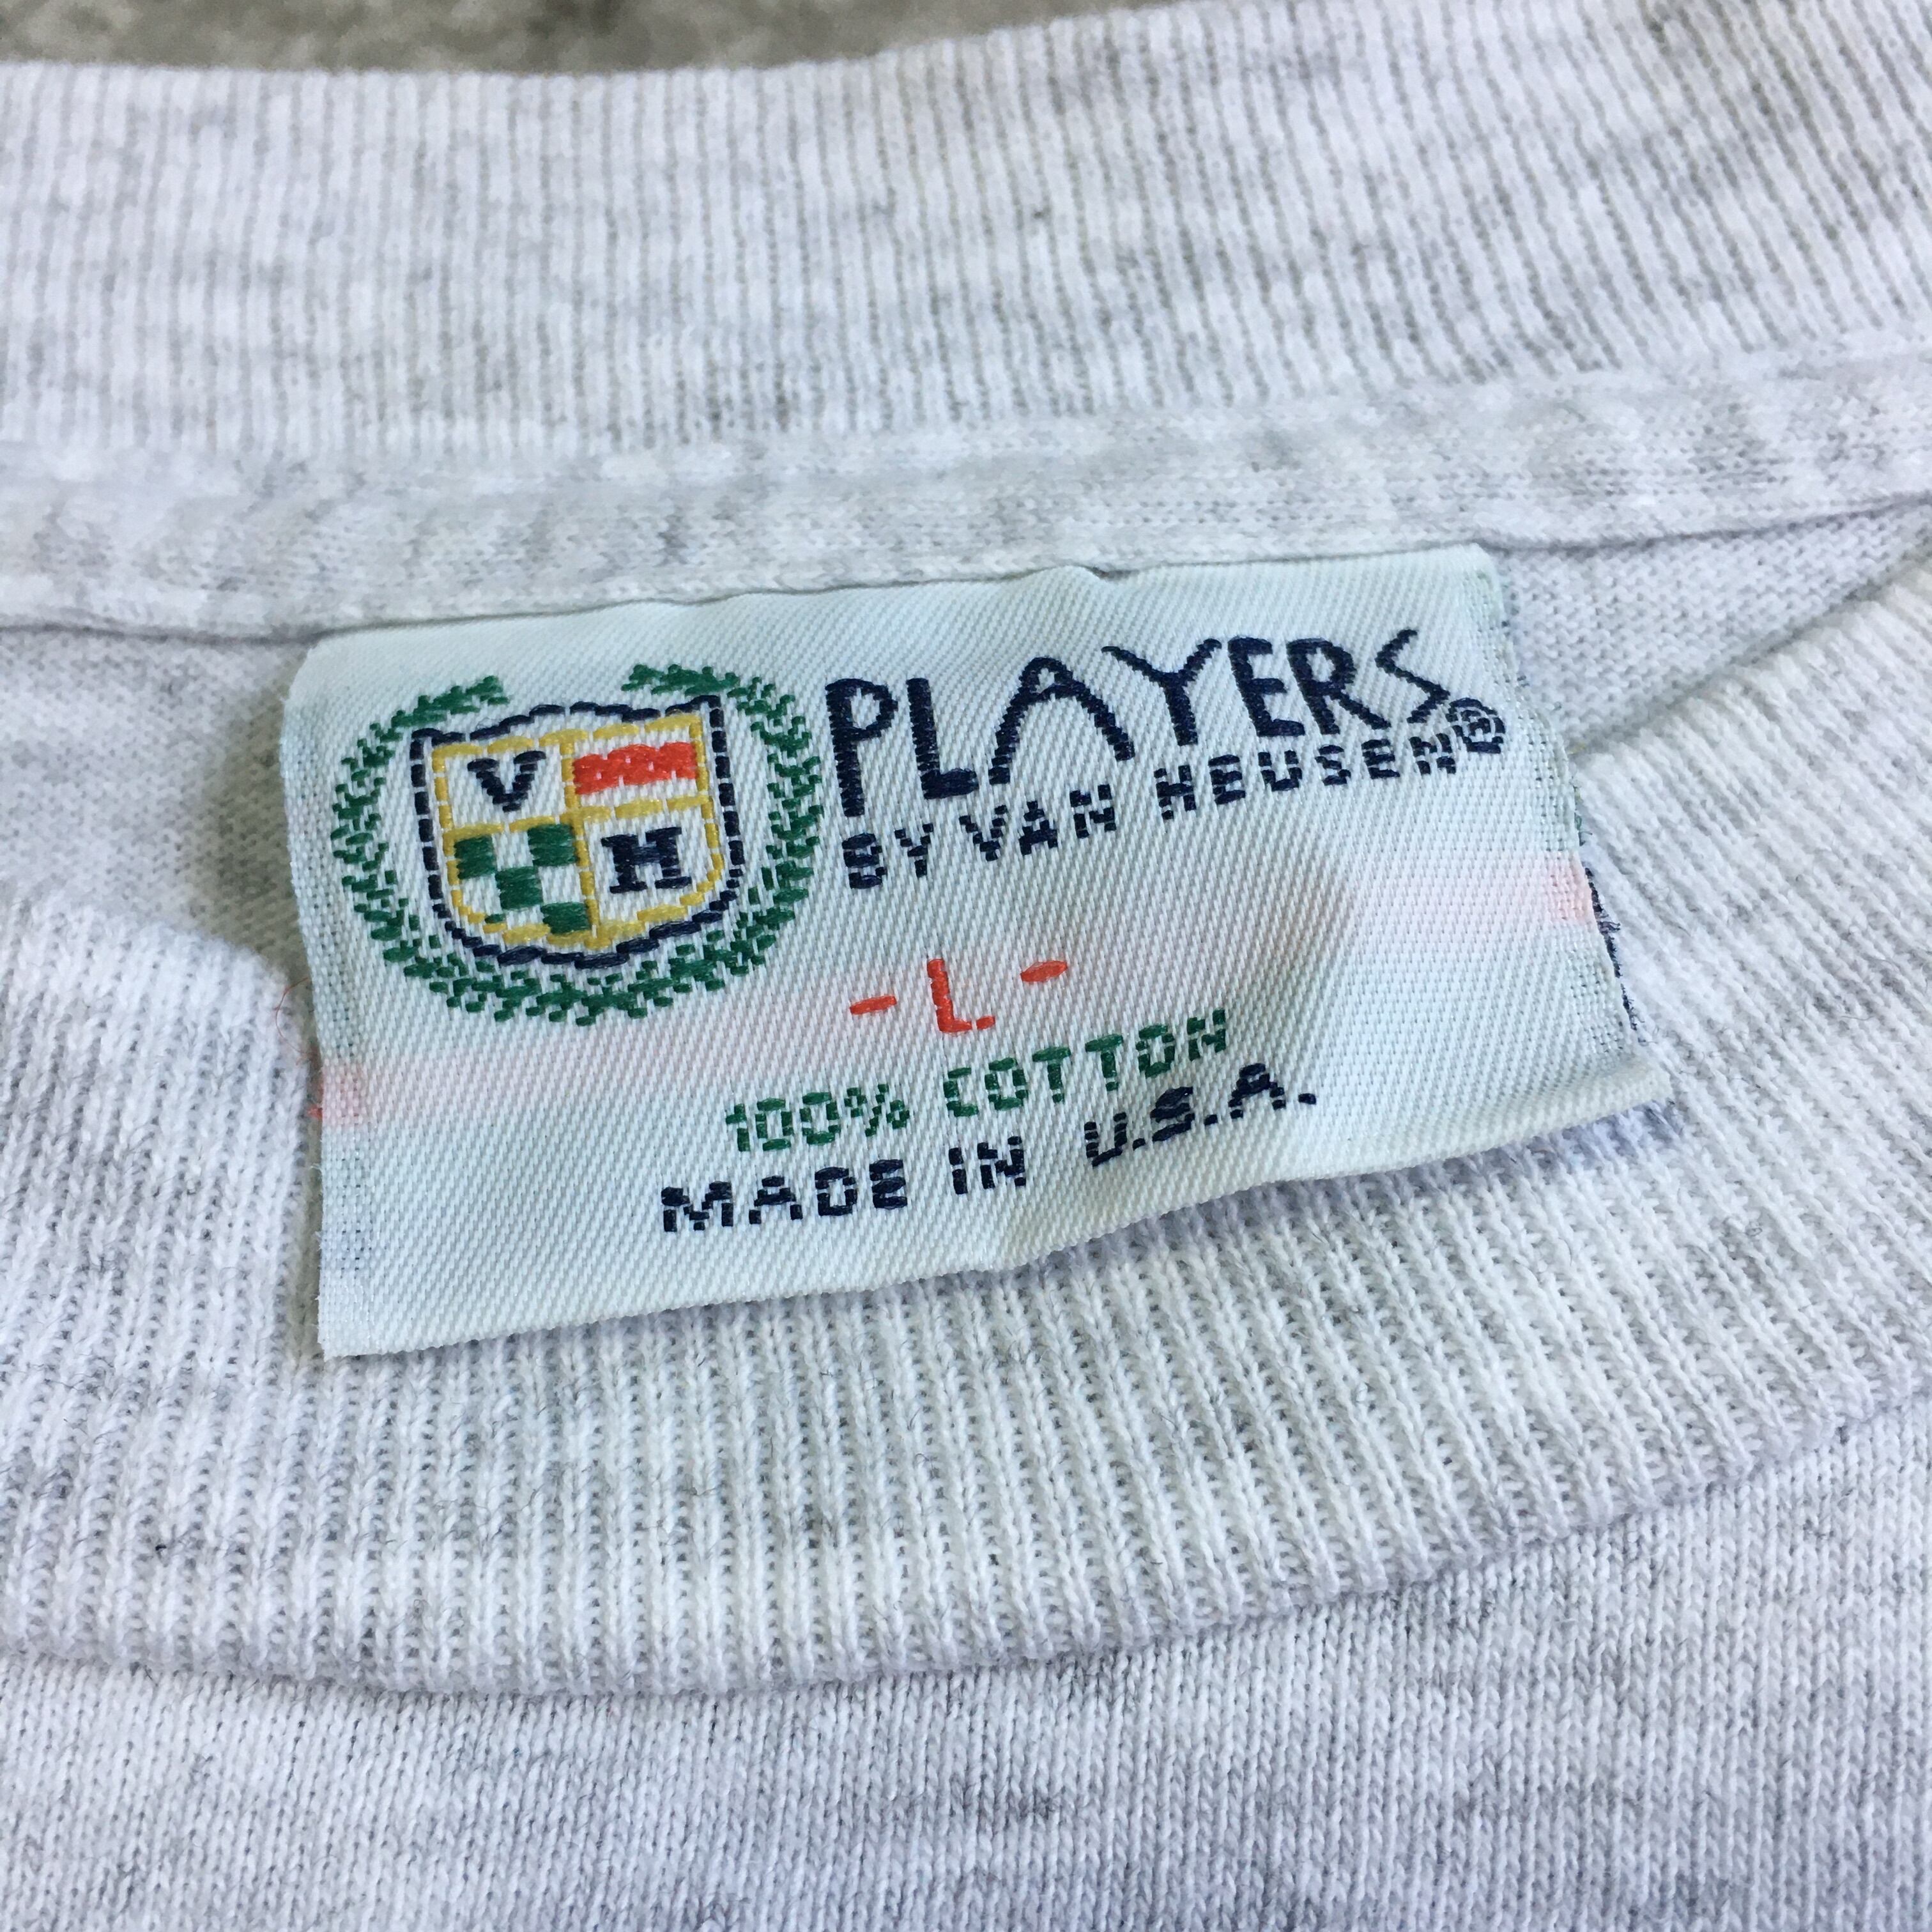 V
H
PLAYERS®
BY VAN HEUSEN
- L -
100% COTTON
MADE IN U.S.A.